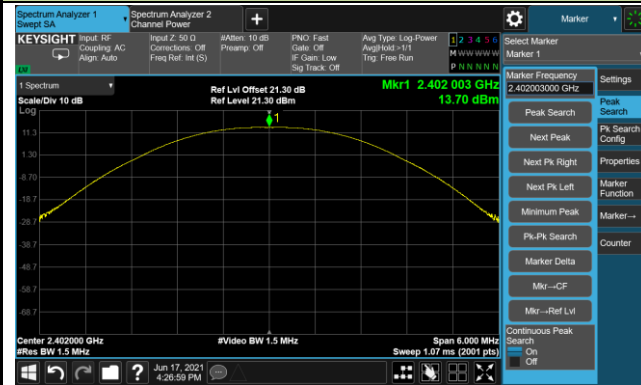 Spectrum Analyzer 1
Swept SA
Spectrum Analyzer 2
Channel Power
+
Marker
KEYSIGHT
Input: RF
Coupling: AC
Align: Auto
Input Z: 50 Ω
Corrections: Off
Freq Ref: Int (S)
#Atten: 10 dB
Preamp: Off
PNO: Fast
Gate: Off
IF Gain: Low
Sig Track: Off
Avg Type: Log-Power
Avg|Hold:>1/1
Trig: Free Run
1 2 3 4 5 6
M W W W W W
P N N N N N
Select Marker
Marker 1
1 Spectrum
Scale/Div 10 dB
Log
Ref Lvl Offset 21.30 dB
Ref Level 21.30 dBm
Mkr1 2.402 003 GHz
13.70 dBm
1
11.3
1.30
-8.70
-18.7
-28.7
-38.7
-48.7
-58.7
-68.7
Center 2.402000 GHz
#Res BW 1.5 MHz
#Video BW 1.5 MHz
Span 6.000 MHz
Sweep 1.07 ms (2001 pts)
Marker Frequency
2.402003000 GHz
Peak Search
Next Peak
Next Pk Right
Next Pk Left
Minimum Peak
Pk-Pk Search
Marker Delta
Mkr→CF
Mkr→Ref Lvl
Continuous Peak
Search
On
Off
Settings
Peak
Search
Pk Search
Config
Properties
Marker
Function
Marker→
Counter
?
Jun 17, 2021
4:26:59 PM